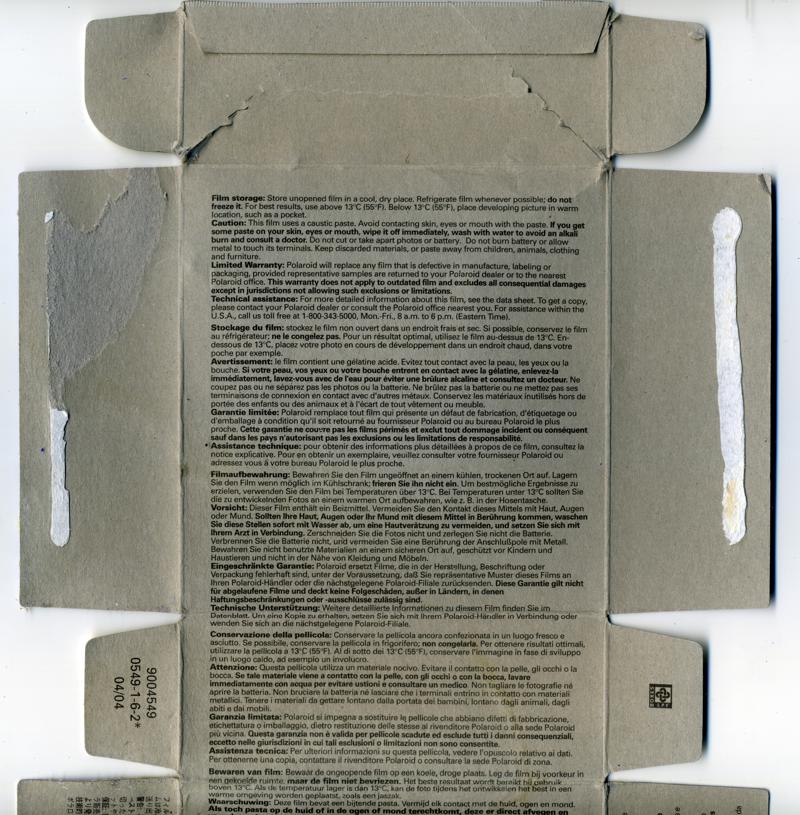 Film storage: Store unopened film in a cool, dry place. Refrigerate film whenever possible; do not
freeze it. For best results, use above 13°C (55°F). Below 13°C (55°F), place developing picture in warm
location, such as a pocket.
Caution: This film uses a caustic paste. Avoid contacting skin, eyes or mouth with the paste. If you get
some paste on your skin, eyes or mouth, wipe it off immediately, wash with water to avoid an alkali
burn and consult a doctor. Do not cut or take apart photos or battery. Do not burn battery or allow
metal to touch its terminals. Keep discarded materials, or paste away from children, animals, clothing
and furniture.
Limited Warranty: Polaroid will replace any film that is defective in manufacture, labeling or
packaging, provided representative samples are returned to your Polaroid dealer or to the nearest
Polaroid office. This warranty does not apply to outdated film and excludes all consequential damages
except in jurisdictions not allowing such exclusions or limitations.
Technical assistance: For more detailed information about this film, see the data sheet. To get a copy,
please contact your Polaroid dealer or consult the Polaroid office nearest you. For assistance within the
U.S.A., call us toll free at 1-800-343-5000, Mon.-Fri., 8 a.m. to 6 p.m. (Eastern Time).
Stockage du film: stockez le film non ouvert dans un endroit frais et sec. Si possible, conservez le film
au réfrigérateur; ne le congelez pas. Pour un résultat optimal, utilisez le film au-dessus de 13°C. En-
dessous de 13°C, placez votre photo en cours de développement dans un endroit chaud, dans votre
poche par exemple.
Avertissement: le film contient une gélatine acide. Evitez tout contact avec la peau, les yeux ou la
bouche. Si votre peau, vos yeux ou votre bouche entrent en contact avec la gélatine, enlevez-la
immédiatement, lavez-vous avec de l'eau pour éviter une brûlure alcaline et consultez un docteur. Ne
coupez pas ou ne séparez pas les photos ou la batterie. Ne brûlez pas la batterie ou ne mettez pas ses
terminaisons de connexion en contact avec d'autres métaux. Conservez les matériaux inutilisés hors de
portée des enfants ou des animaux et à l'écart de tout vêtement ou meuble.
Garantie limitée: Polaroid remplace tout film qui présente un défaut de fabrication, d'étiquetage ou
d'emballage à condition qu'il soit retourné au fournisseur Polaroid ou au bureau Polaroid le plus
proche. Cette garantie ne couvre pas les films périmés et exclut tout dommage incident ou conséquent
sauf dans les pays n'autorisant pas les exclusions ou les limitations de responsabilité.
Assistance technique: pour obtenir des informations plus détaillées à propos de ce film, consultez la
notice explicative. Pour en obtenir un exemplaire, veuillez consulter votre fournisseur Polaroid ou
adressez vous à votre bureau Polaroid le plus proche.
Filmaufbewahrung: Bewahren Sie den Film ungeöffnet an einem kühlen, trockenen Ort auf. Lagern
Sie den Film wenn möglich im Kühlschrank; frieren Sie ihn nicht ein. Um bestmögliche Ergebnisse zu
erzielen, verwenden Sie den Film bei Temperaturen über 13°C. Bei Temperaturen unter 13°C sollten Sie
die zu entwickelnden Fotos an einem warmen Ort aufbewahren, wie z. B. in der Hosentasche.
Vorsicht: Dieser Film enthält ein Beizmittel. Vermeiden Sie den Kontakt dieses Mittels mit Haut, Augen
oder Mund. Sollten Ihre Haut, Augen oder Ihr Mund mit diesem Mittel in Berührung kommen, waschen
Sie diese Stellen sofort mit Wasser ab, um eine Hautverätzung zu vermeiden, und setzen Sie sich mit
Ihrem Arzt in Verbindung. Zerschneiden Sie die Fotos nicht und zerlegen Sie nicht die Batterie.
Verbrennen Sie die Batterie nicht, und vermeiden Sie eine Berührung der Anschlußpole mit Metall.
Bewahren Sie nicht benutzte Materialien an einem sicheren Ort auf, geschützt vor Kindern und
Haustieren und nicht in der Nähe von Kleidung und Möbeln.
Eingeschränkte Garantie: Polaroid ersetzt Filme, die in der Herstellung, Beschriftung oder
Verpackung fehlerhaft sind, unter der Voraussetzung, daß Sie repräsentative Muster dieses Films an
Ihren Polaroid-Händler oder die nächstgelegene Polaroid-Filiale zurücksenden. Diese Garantie gilt nicht
für abgelaufene Filme und deckt keine Folgeschäden, außer in Ländern, in denen
Haftungsbeschränkungen oder -ausschlüsse zulässig sind.
Technische Unterstützung: Weitere detaillierte Informationen zu diesem Film finden Sie im
Datenblatt. Um eine Kopie zu erhalten, setzen Sie sich mit Ihrem Polaroid-Händler in Verbindung oder
wenden Sie sich an die nächstgelegene Polaroid-Filiale.
Conservazione della pellicola: Conservare la pellicola ancora confezionata in un luogo fresco e
asciutto. Se possibile, conservare la pellicola in frigorifero; non congelarla. Per ottenere risultati ottimali,
utilizzare la pellicola a 13°C (55°F). Al di sotto dei 13°C (55°F), conservare l'immagine in fase di sviluppo
in un luogo caldo, ad esempio un involucro.
Attenzione: Questa pellicola utilizza un materiale nocivo. Evitare il contatto con la pelle, gli occhi o la
bocca. Se tale materiale viene a contatto con la pelle, con gli occhi o con la bocca, lavare
immediatamente con acqua per evitare ustioni e consultare un medico. Non tagliare le fotografie né
aprire la batteria. Non bruciare la batteria né lasciare che i terminali entrino in contatto con materiali
metallici. Tenere i materiali da gettare lontano dalla portata dei bambini, lontano dagli animali, dagli
abiti e dai mobili.
Garanzia limitata: Polaroid si impegna a sostituire le pellicole che abbiano difetti di fabbricazione,
etichettatura o imballaggio, dietro restituzione delle stesse al rivenditore Polaroid o alla sede Polaroid
più vicina. Questa garanzia non è valida per pellicole scadute ed esclude tutti i danni consequenziali,
eccetto nelle giurisdizioni in cui tali esclusioni o limitazioni non sono consentite.
Assistenza tecnica: Per ulteriori informazioni su questa pellicola, vedere l'opuscolo relativo ai dati.
Per ottenerne una copia, contattare il rivenditore Polaroid o consultare la sede Polaroid di zona.
Bewaren van film: Bewaar de ongeopende film op een koele, droge plaats. Leg de film bij voorkeur in
een gekoelde ruimte, maar de film niet bevriezen. Het beste resultaat wordt bereikt bij gebruik
boven 13°C. Als de temperatuur lager is dan 13°C, kan de foto tijdens het ontwikkelen het best in een
warme omgeving worden geplaatst, zoals een jaszak.
Waarschuwing: Deze film bevat een bijtende pasta. Vermijd elk contact met de huid, ogen en mond.
Als toch pasta op de huid of in de ogen of mond terechtkomt, deze er direct afvegen en
9004549
0549-1-6-2*
04/04